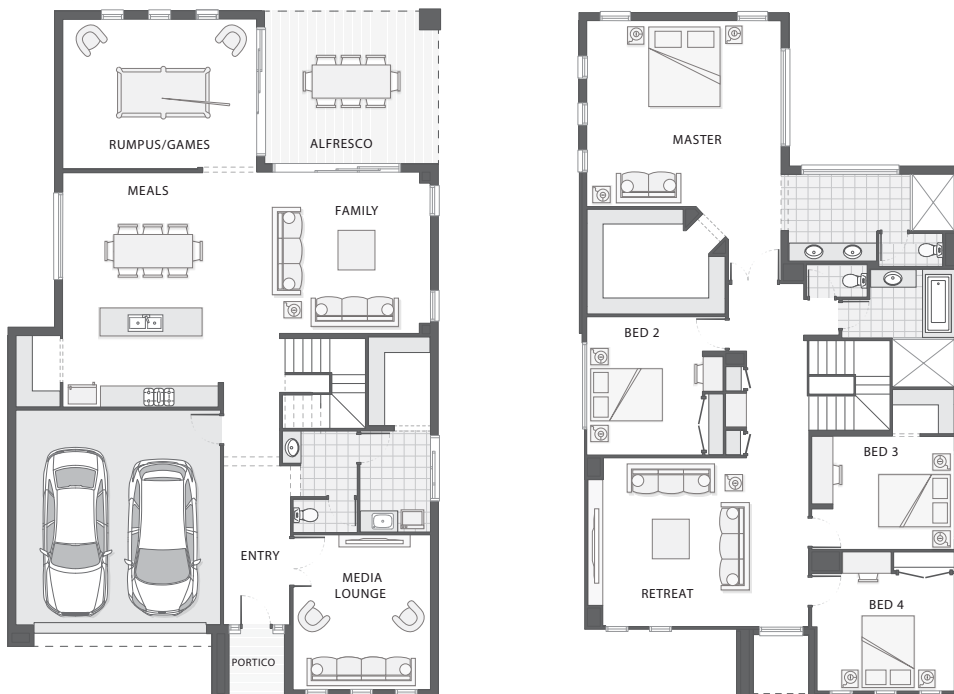 RUMPUS/GAMES
ALFRESCO
MEALS
FAMILY
ENTRY
MEDIA
LOUNGE
PORTICO
MASTER
BED 2
BED 3
RETREAT
BED 4